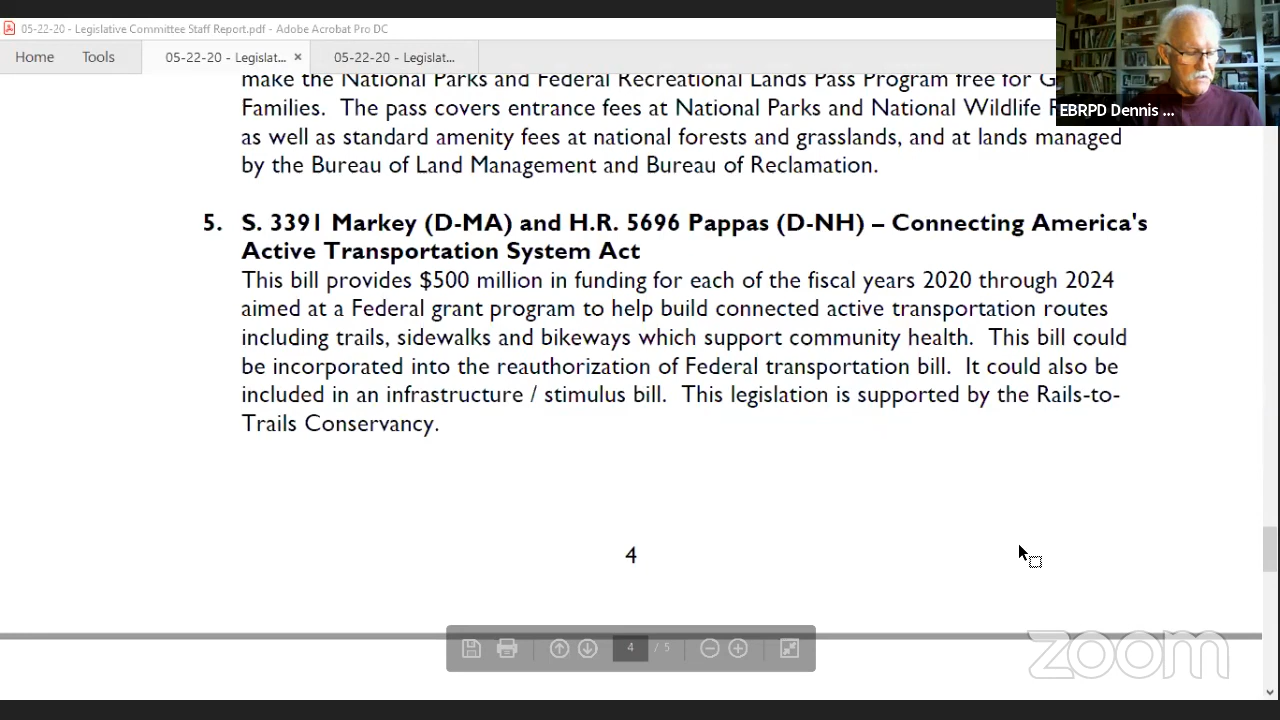 05-22-20 - Legislative Committee Staff Report.pdf - Adobe Acrobat Pro DC
Home Tools 05-22-20 - Legislat... × 05-22-20 - Legislat...
EBRPD Dennis ...
make the National Parks and Federal Recreational Lands Pass Program free for G
Families. The pass covers entrance fees at National Parks and National Wildlife
as well as standard amenity fees at national forests and grasslands, and at lands managed
by the Bureau of Land Management and Bureau of Reclamation.
5. S. 3391 Markey (D-MA) and H.R. 5696 Pappas (D-NH) – Connecting America's
Active Transportation System Act
This bill provides $500 million in funding for each of the fiscal years 2020 through 2024
aimed at a Federal grant program to help build connected active transportation routes
including trails, sidewalks and bikeways which support community health. This bill could
be incorporated into the reauthorization of Federal transportation bill. It could also be
included in an infrastructure / stimulus bill. This legislation is supported by the Rails-to-
Trails Conservancy.
4
4 / 5
zoom